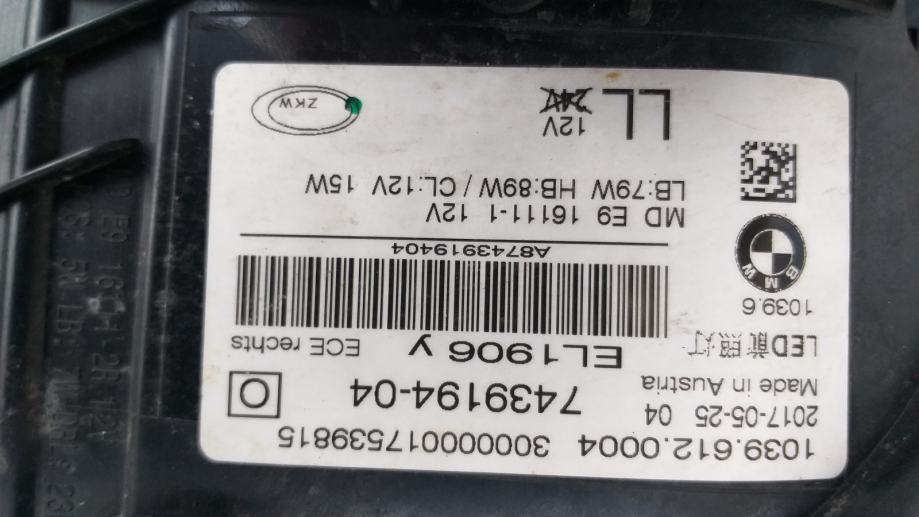 1039.612.0004 3000000017539815
2017-05-25 04
Made in Austria
7439194-04
LED前照灯
EL1906 y
ECE rechts
1039.6
BMW
A8743919404
MD E9 16111-1 12V
LB:79W HB:89W / CL:12V 15W
LL
12V 24V
ZKW